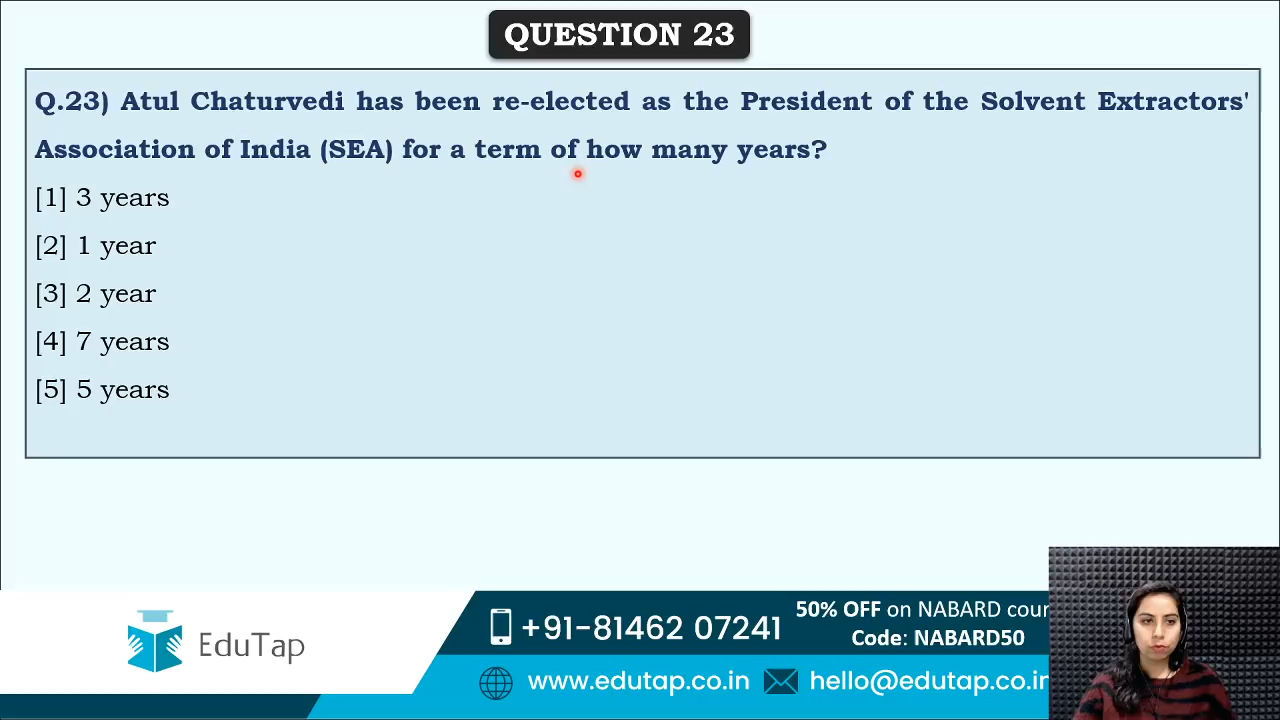 QUESTION 23
Q.23) Atul Chaturvedi has been re-elected as the President of the Solvent Extractors'
Association of India (SEA) for a term of how many years?
[1] 3 years
[2] 1 year
[3] 2 year
[4] 7 years
[5] 5 years
EduTap
+91-81462 07241
50% OFF on NABARD cour
Code: NABARD50
www.edutap.co.in
hello@edutap.co.in